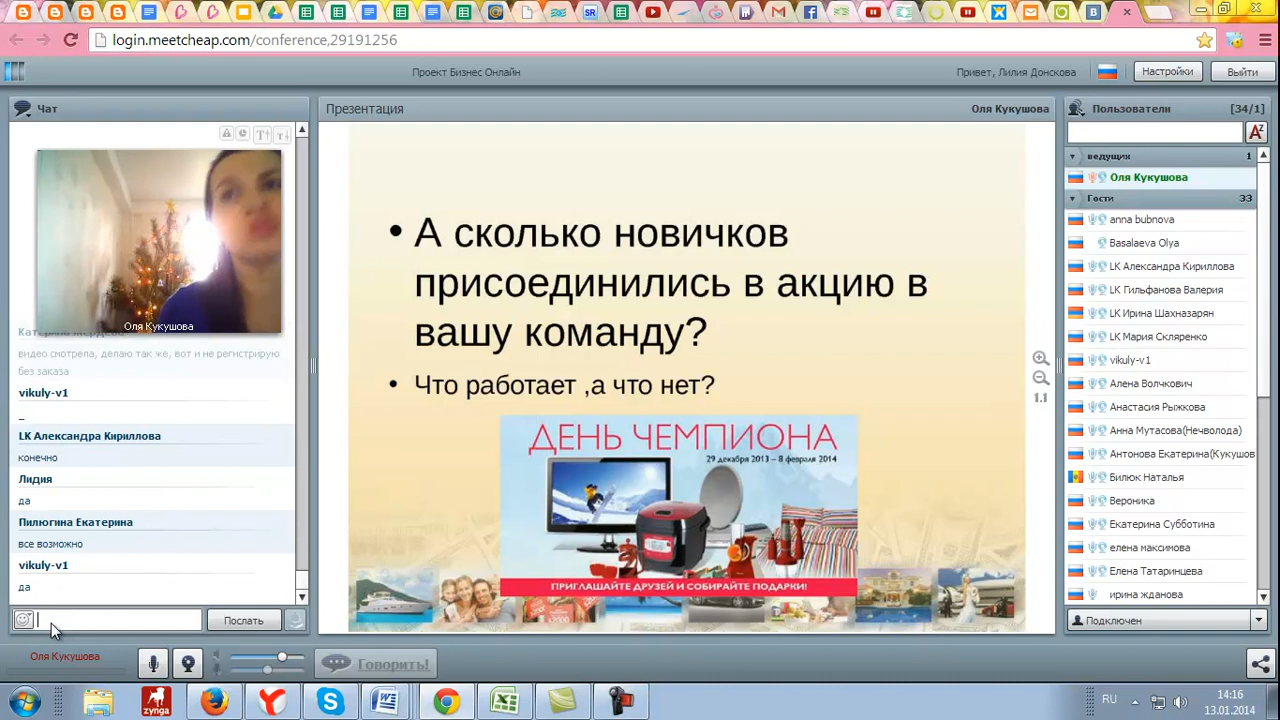 login.meetcheap.com/conference,29191256
Проект Бизнес Онлайн
Привет, Лилия Донскова
Настройки
Выйти
Чат
Оля Кукушова
видео смотрела, делаю так же, вот и не регистрирую
без заказа
vikuly-v1
_
LK Александра Кириллова
конечно
Лидия
да
Пилюгина Екатерина
все возможно
vikuly-v1
да
Послать
Презентация
Оля Кукушова
• А сколько новичков
присоединились в акцию в
вашу команду?
• Что работает ,а что нет?
ДЕНЬ ЧЕМПИОНА
29 декабря 2013 – 8 февраля 2014
ПРИГЛАШАЙТЕ ДРУЗЕЙ И СОБИРАЙТЕ ПОДАРКИ!
1.1
Пользователи
[34/1]
ведущих 1
Оля Кукушова
Гости 33
anna bubnova
Basalaeva Olya
LK Александра Кириллова
LK Гильфанова Валерия
LK Ирина Шахназарян
LK Мария Скляренко
vikuly-v1
Алена Волчкович
Анастасия Рыжкова
Анна Мутасова(Нечволода)
Антонова Екатерина(Кукушов
Билюк Наталья
Вероника
Екатерина Субботина
елена максимова
Елена Татаринцева
ирина жданова
Подключен
Оля Кукушова
Говорить!
zynga
RU
14:16
13.01.2014